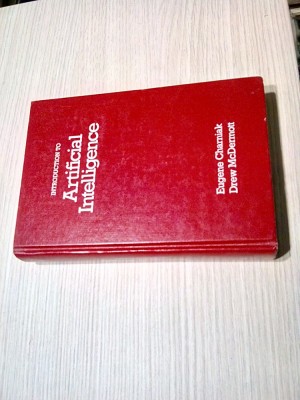 INTRODUCTION TO
Artificial
Intelligence
Eugene Charniak
Drew McDermott